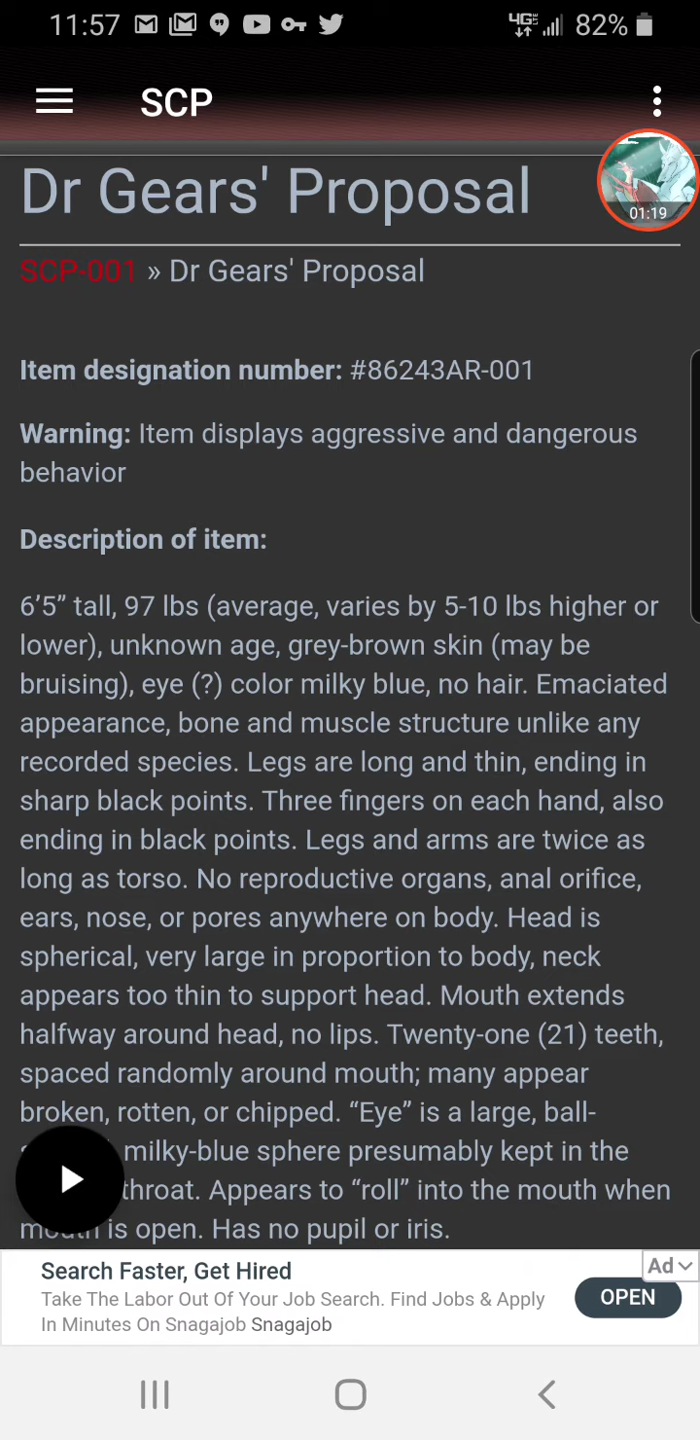 11:57 82%
SCP
Dr Gears' Proposal
01:19
SCP-001 » Dr Gears' Proposal
Item designation number: #86243AR-001
Warning: Item displays aggressive and dangerous
behavior
Description of item:
6’5” tall, 97 lbs (average, varies by 5-10 lbs higher or
lower), unknown age, grey-brown skin (may be
bruising), eye (?) color milky blue, no hair. Emaciated
appearance, bone and muscle structure unlike any
recorded species. Legs are long and thin, ending in
sharp black points. Three fingers on each hand, also
ending in black points. Legs and arms are twice as
long as torso. No reproductive organs, anal orifice,
ears, nose, or pores anywhere on body. Head is
spherical, very large in proportion to body, neck
appears too thin to support head. Mouth extends
halfway around head, no lips. Twenty-one (21) teeth,
spaced randomly around mouth; many appear
broken, rotten, or chipped. “Eye” is a large, ball-
milky-blue sphere presumably kept in the
throat. Appears to “roll” into the mouth when
is open. Has no pupil or iris.
Ad
Search Faster, Get Hired
Take The Labor Out Of Your Job Search. Find Jobs & Apply
In Minutes On Snagajob Snagajob
OPEN